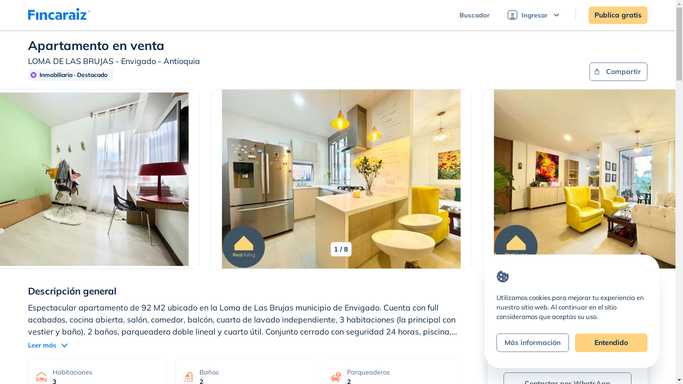 Fincaraiz
Buscador
Ingresar
Publica gratis
Apartamento en venta
LOMA DE LAS BRUJAS - Envigado - Antioquia
Inmobiliaria · Destacado
Compartir
1 / 8
Descripción general
Espectacular apartamento de 92 M2 ubicado en la Loma de Las Brujas municipio de Envigado. Cuenta con full
acabados, cocina abierta, salón, comedor, balcón, cuarto de lavado independiente, 3 habitaciones (la principal con
vestier y baño), 2 baños, parqueadero doble lineal y cuarto útil. Conjunto cerrado con seguridad 24 horas, piscina,...
Leer más
Habitaciones
3
Baños
2
Parqueaderos
2
Utilizamos cookies para mejorar tu experiencia en
nuestro sitio web. Al continuar en el sitio
consideramos que aceptas su uso.
Más información
Entendido
Contactar por WhatsApp